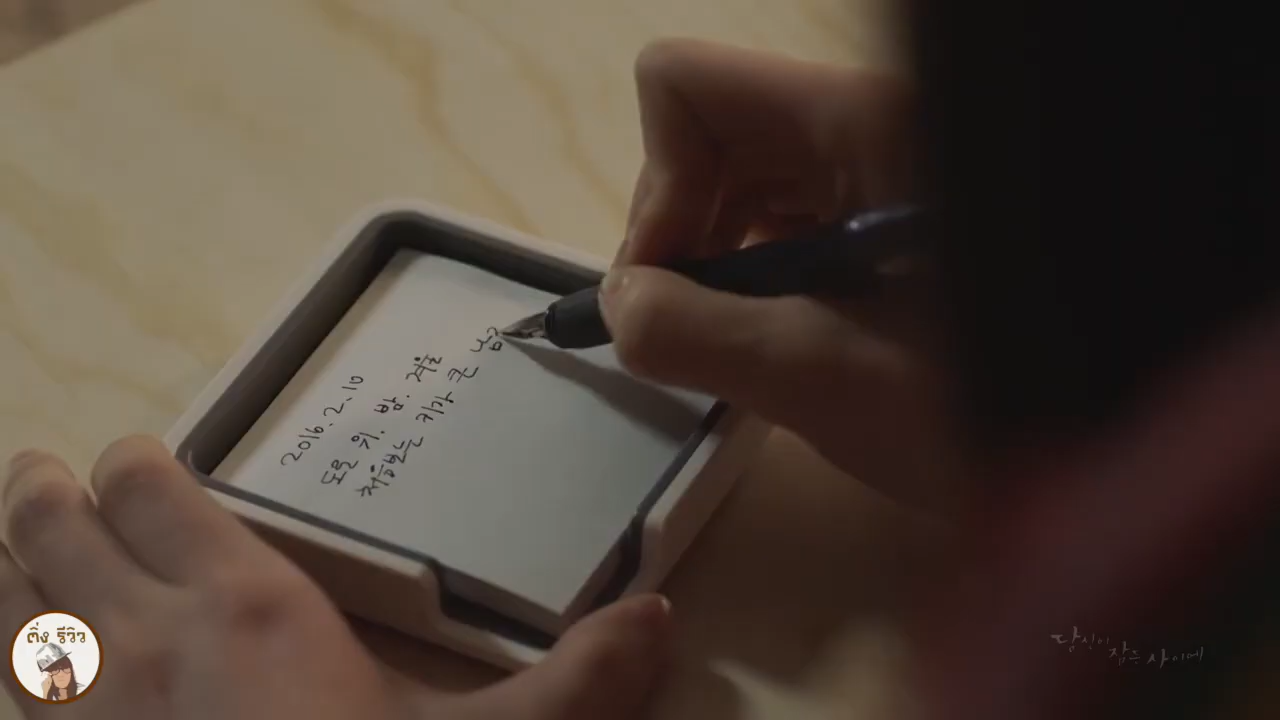 2016.2.10
도로 위. 밤. 겨울
처음보는 키가 큰 남
ติ่ง รีวิว
당신이 잠든 사이에